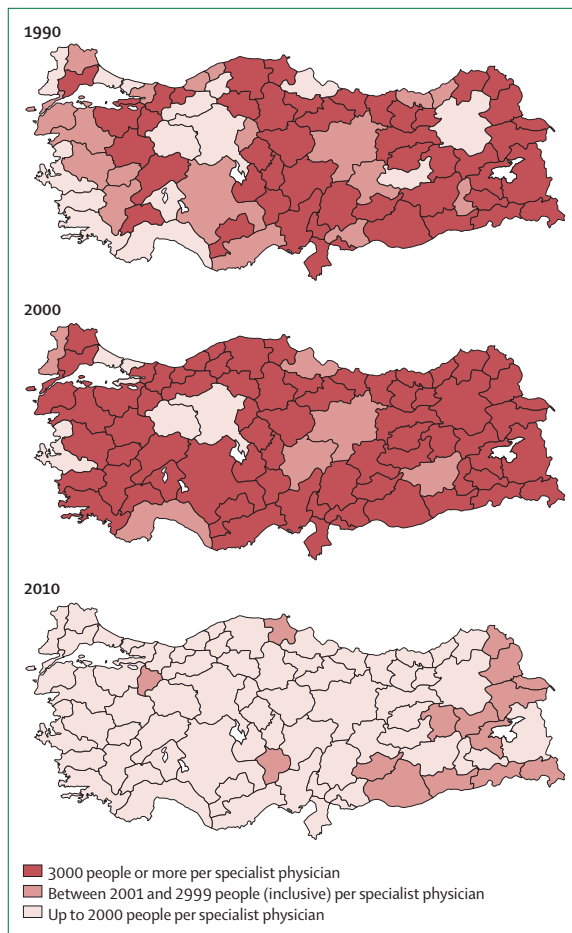 1990
2000
2010
3000 people or more per specialist physician
Between 2001 and 2999 people (inclusive) per specialist physician
Up to 2000 people per specialist physician